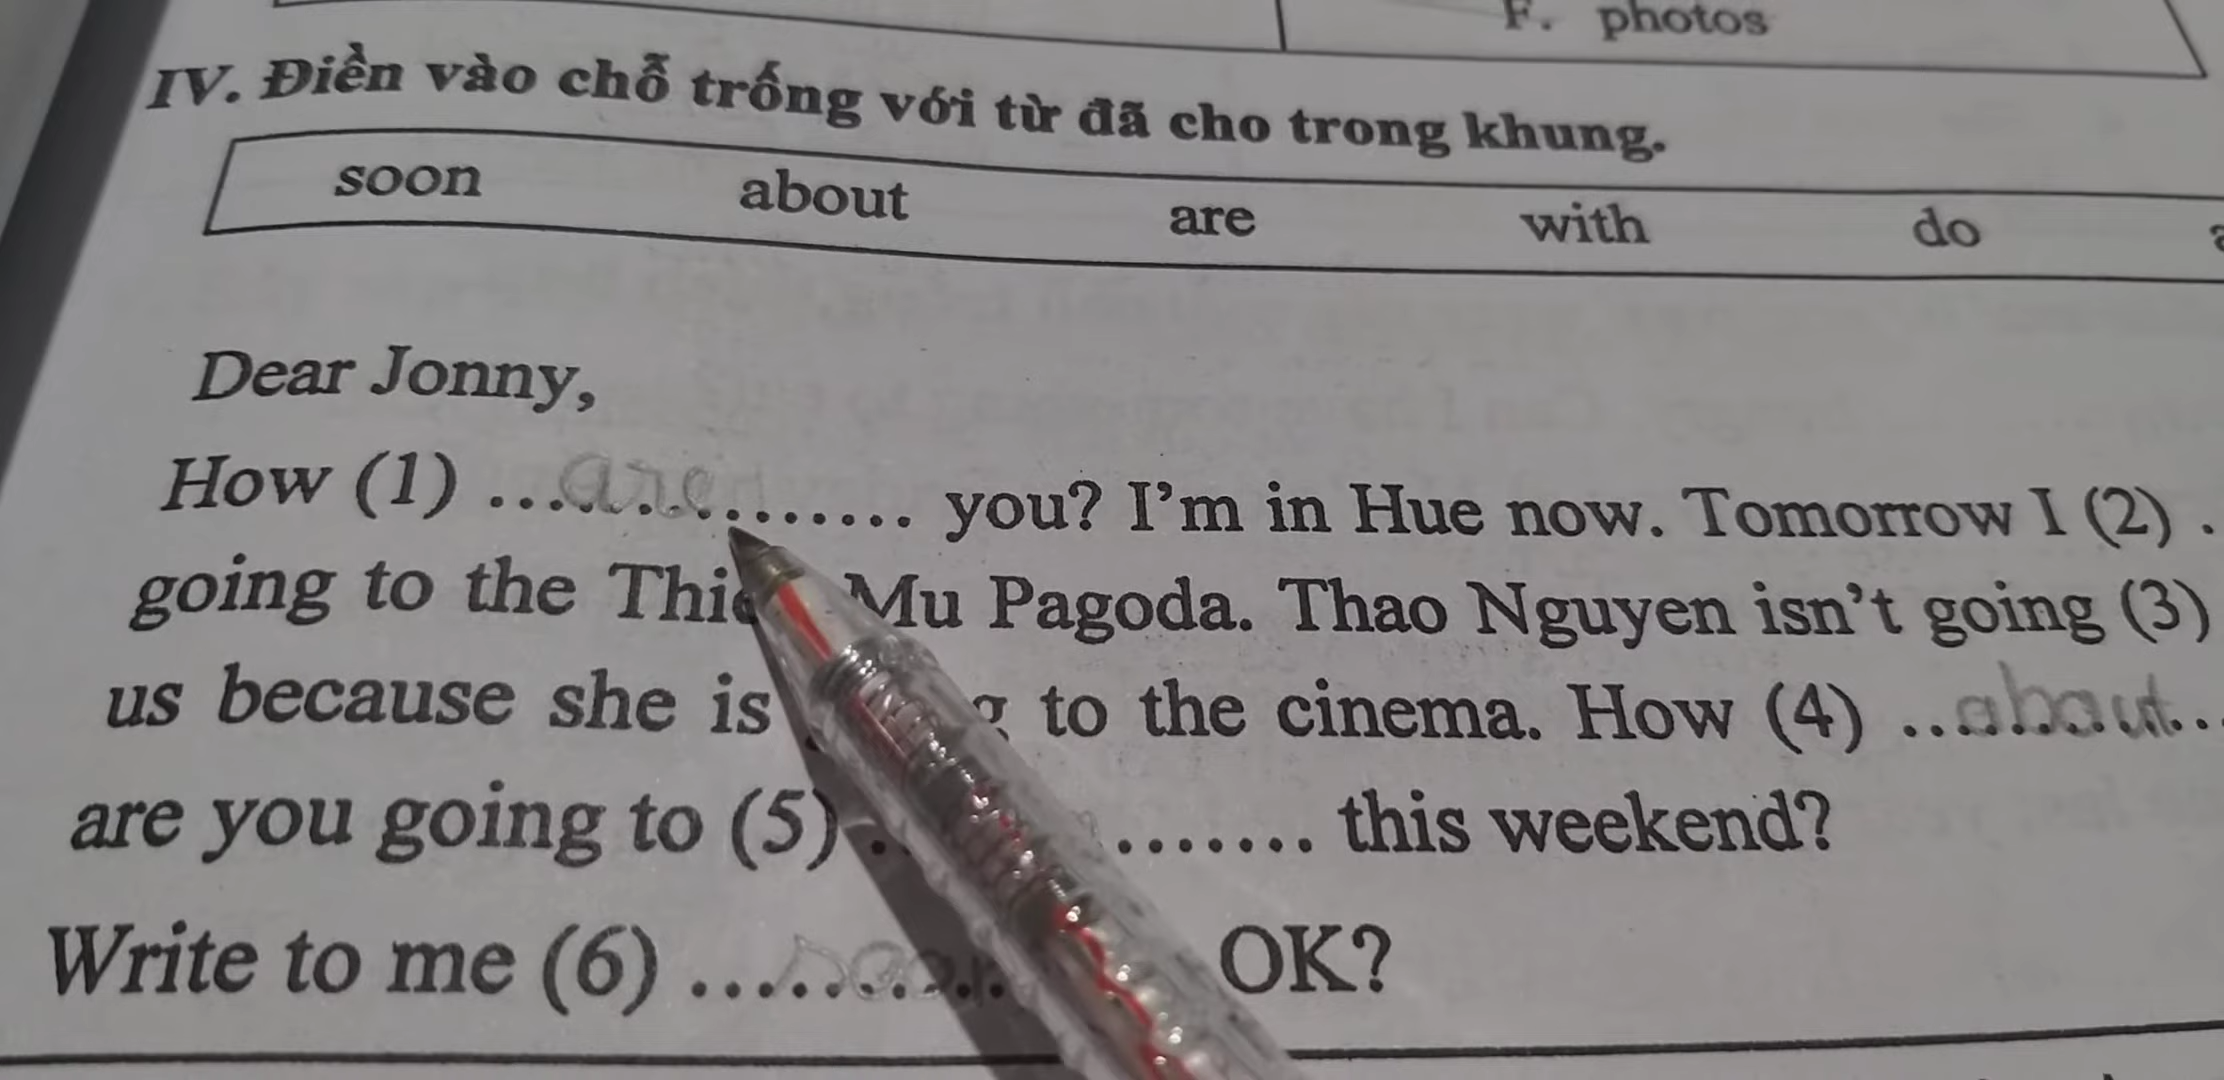 F. photos
IV. Điền vào chỗ trống với từ đã cho trong khung.
soon about are with do
Dear Jonny,
How (1) ...are............ you? I'm in Hue now. Tomorrow I (2) .
going to the Mu Pagoda. Thao Nguyen isn't going (3)
us because she is to the cinema. How (4) ..about..
are you going to (5) ........ this weekend?
Write to me (6) .....soon OK?